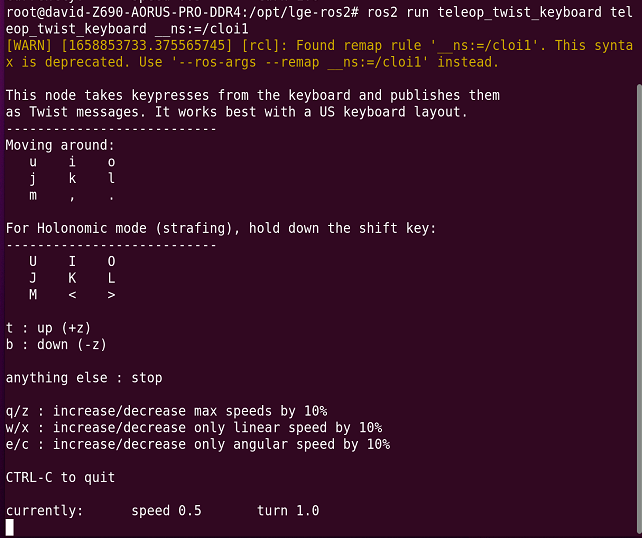 root@david-Z690-AORUS-PRO-DDR4:/opt/lge-ros2# ros2 run teleop_twist_keyboard tel
eop_twist_keyboard __ns:=/cloi1
[WARN] [1658853733.375565745] [rcl]: Found remap rule '__ns:=/cloi1'. This synta
x is deprecated. Use '--ros-args --remap __ns:=/cloi1' instead.

This node takes keypresses from the keyboard and publishes them
as Twist messages. It works best with a US keyboard layout.
---------------------------
Moving around:
   u    i    o
   j    k    l
   m    ,    .

For Holonomic mode (strafing), hold down the shift key:
---------------------------
   U    I    O
   J    K    L
   M    <    >

t : up (+z)
b : down (-z)

anything else : stop

q/z : increase/decrease max speeds by 10%
w/x : increase/decrease only linear speed by 10%
e/c : increase/decrease only angular speed by 10%

CTRL-C to quit

currently:      speed 0.5       turn 1.0